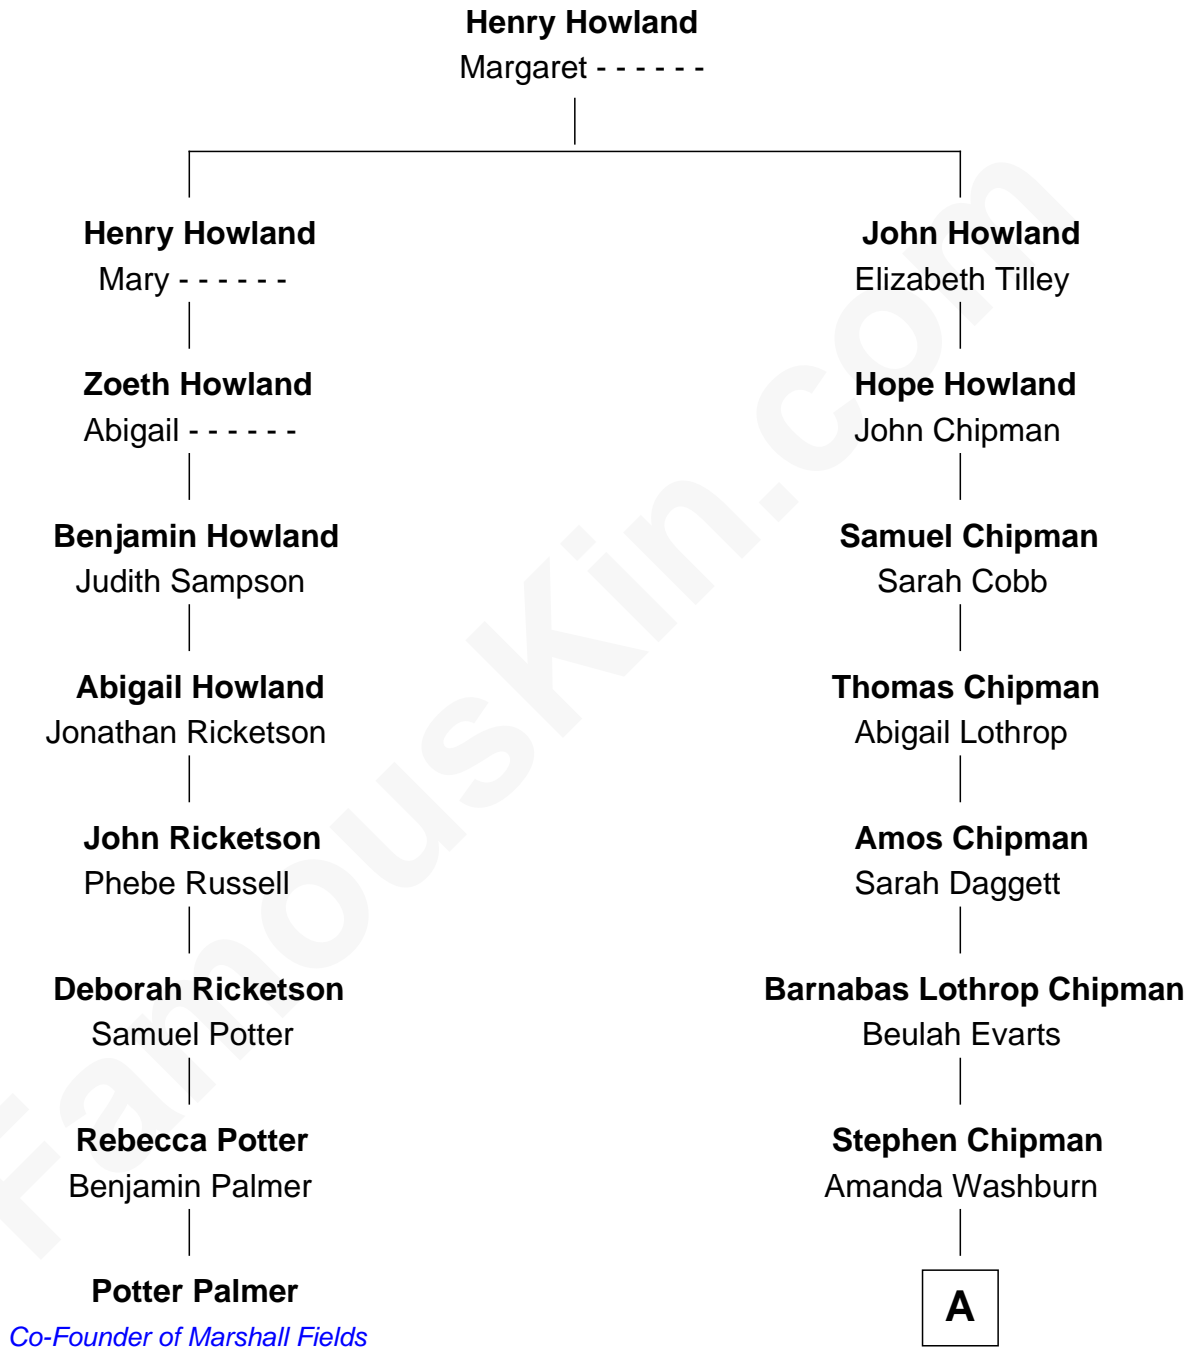 Henry Howland
Margaret - - - - - -
Henry Howland
Mary - - - - - -
John Howland
Elizabeth Tilley
Zoeth Howland
Abigail - - - - - -
Hope Howland
John Chipman
Benjamin Howland
Judith Sampson
Samuel Chipman
Sarah Cobb
Abigail Howland
Jonathan Ricketson
Thomas Chipman
Abigail Lothrop
John Ricketson
Phebe Russell
Amos Chipman
Sarah Daggett
Deborah Ricketson
Samuel Potter
Barnabas Lothrop Chipman
Beulah Evarts
Rebecca Potter
Benjamin Palmer
Stephen Chipman
Amanda Washburn
Potter Palmer
Co-Founder of Marshall Fields
A
FamousKin.com